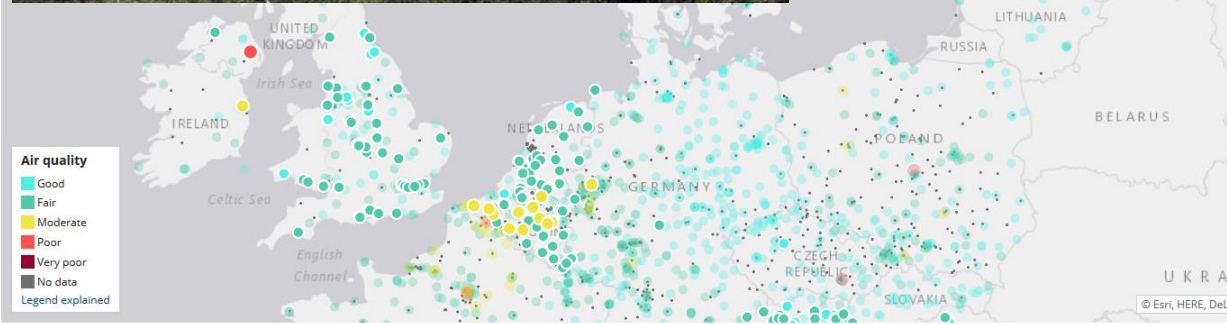 UNITED
KINGDOM
LITHUANIA
RUSSIA
Irish Sea
IRELAND
NETHERLANDS
BELARUS
POLAND
Air quality
Good
Fair
Moderate
Poor
Very poor
No data
Legend explained
Celtic Sea
GERMANY
English
Channel
CZECH
REPUBLIC
SLOVAKIA
UKRA
© Esri, HERE, DeL